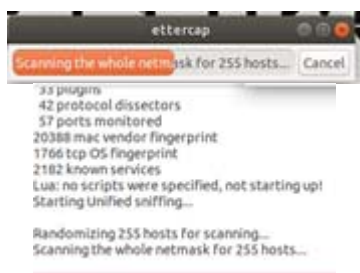 ettercap
Scanning the whole netmask for 255 hosts... Cancel
33 plugins
42 protocol dissectors
57 ports monitored
20388 mac vendor fingerprint
1766 tcp OS fingerprint
2182 known services
Lua: no scripts were specified, not starting up!
Starting Unified sniffing...
Randomizing 255 hosts for scanning...
Scanning the whole netmask for 255 hosts...